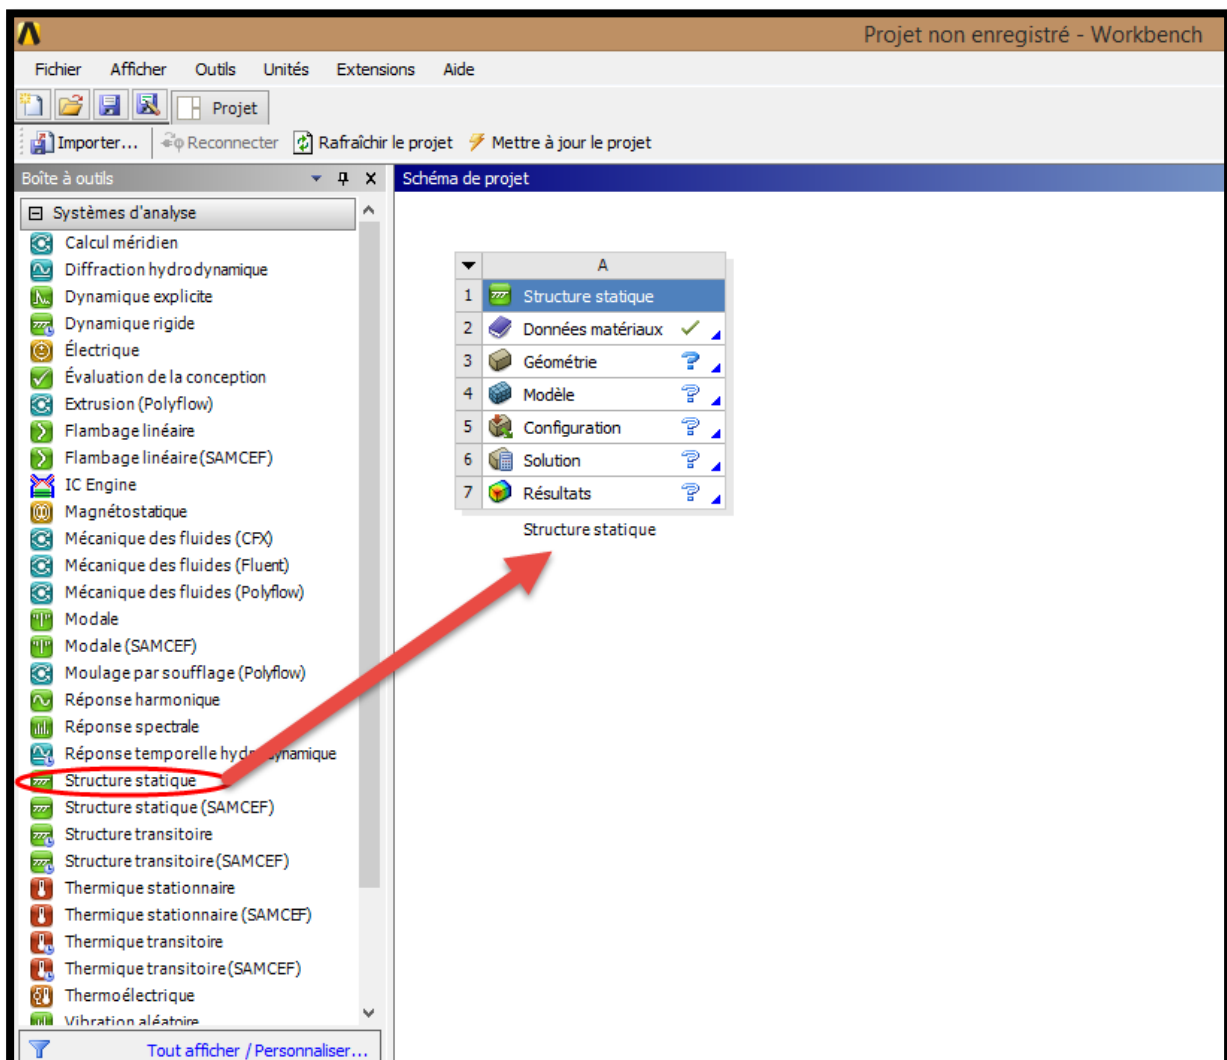 Projet non enregistré - Workbench
Fichier Afficher Outils Unités Extensions Aide
Projet
Importer... Reconnecter Rafraîchir le projet Mettre à jour le projet
Boîte à outils
Schéma de projet
Systèmes d'analyse
Calcul méridien
Diffraction hydrodynamique
Dynamique explicite
Dynamique rigide
Électrique
Évaluation de la conception
Extrusion (Polyflow)
Flambage linéaire
Flambage linéaire (SAMCEF)
IC Engine
Magnétostatique
Mécanique des fluides (CFX)
Mécanique des fluides (Fluent)
Mécanique des fluides (Polyflow)
Modale
Modale (SAMCEF)
Moulage par soufflage (Polyflow)
Réponse harmonique
Réponse spectrale
Réponse temporelle hydrodynamique
Structure statique
Structure statique (SAMCEF)
Structure transitoire
Structure transitoire (SAMCEF)
Thermique stationnaire
Thermique stationnaire (SAMCEF)
Thermique transitoire
Thermique transitoire (SAMCEF)
Thermoélectrique
Vibration aléatoire
Tout afficher / Personnaliser...
A
1 Structure statique
2 Données matériaux
3 Géométrie
4 Modèle
5 Configuration
6 Solution
7 Résultats
Structure statique